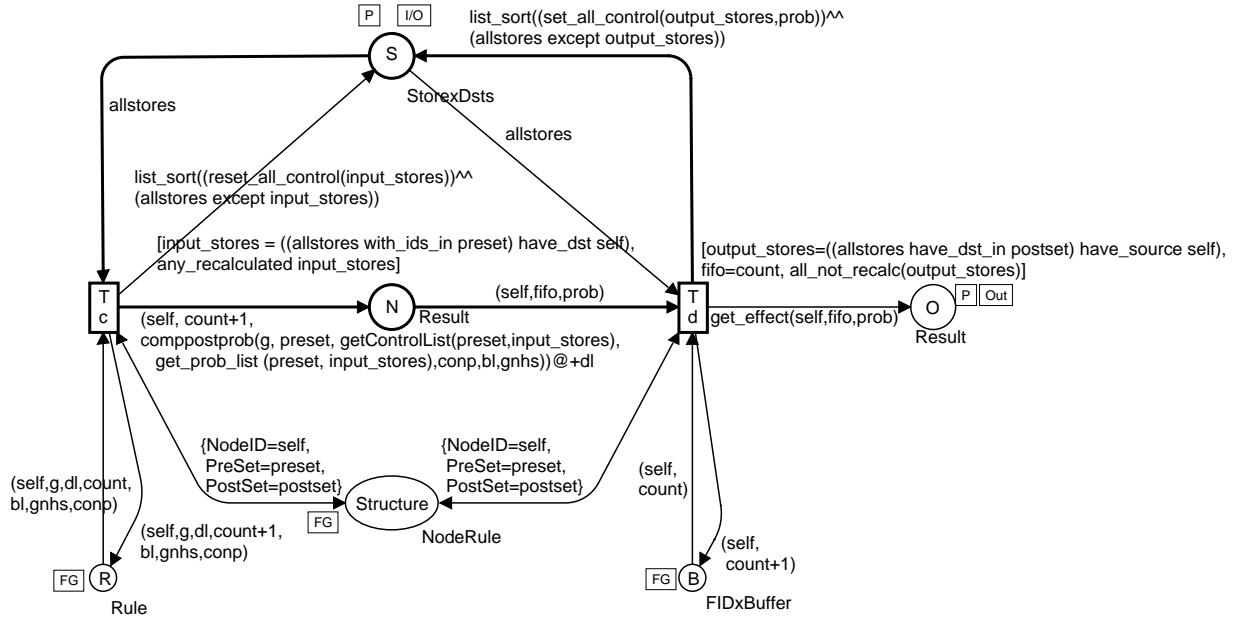 P
I/O
list_sort((set_all_control(output_stores,prob))^^
(allstores except output_stores))
S
StorexDsts
allstores
allstores
list_sort((reset_all_control(input_stores))^^
(allstores except input_stores))
[input_stores = ((allstores with_ids_in preset) have_dst self),
any_recalculated input_stores]
[output_stores=((allstores have_dst_in postset) have_source self),
fifo=count, all_not_recalc(output_stores)]
T
c
N
Result
(self,fifo,prob)
T
d
get_effect(self,fifo,prob)
O
P
Out
Result
(self, count+1,
comppostprob(g, preset, getControlList(preset,input_stores),
get_prob_list (preset, input_stores),conp,bl,gnhs))@+dl
{NodeID=self,
PreSet=preset,
PostSet=postset}
{NodeID=self,
PreSet=preset,
PostSet=postset}
(self,g,dl,count,
bl,gnhs,conp)
(self,
count)
Structure
FG
NodeRule
(self,g,dl,count+1,
bl,gnhs,conp)
(self,
count+1)
FG
R
Rule
FG
B
FIDxBuffer